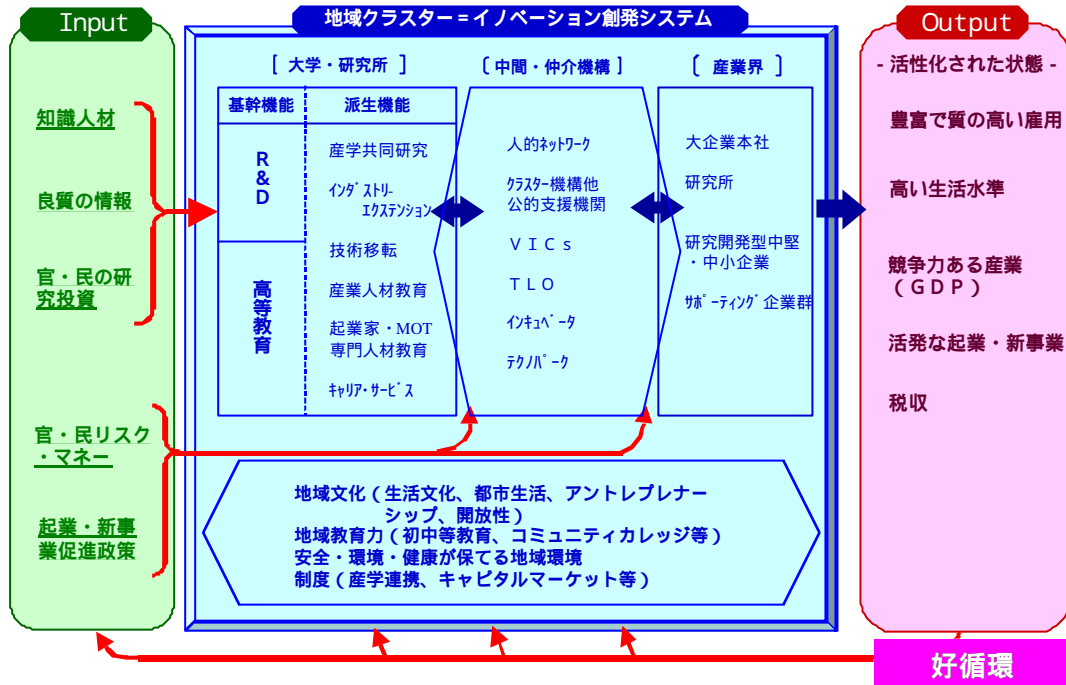 Input
知識人材
良質の情報
官・民の研
究投資
官・民リスク
・マネー
起業・新事
業促進政策
地域クラスター＝イノベーション創発システム
［ 大学・研究所 ］
基幹機能
派生機能
R&D
高等教育
産学共同研究
ｲﾝﾀﾞｽﾄﾘｰ
ｴｸｽﾃﾝｼｮﾝ
技術移転
産業人材教育
起業家・MOT
専門人材教育
ｷｬﾘｱ･ｻｰﾋﾞｽ
〔 中間・仲介機構 〕
人的ﾈｯﾄﾜｰｸ
ｸﾗｽﾀｰ機構他
公的支援機関
ＶＩＣｓ
ＴＬＯ
ｲﾝｷｭﾍﾞｰﾀ
ﾃｸﾉﾊﾟｰｸ
〔 産業界 〕
大企業本社
研究所
研究開発型中堅
・中小企業
ｻﾎﾟｰﾃｨﾝｸﾞ企業群
地域文化（生活文化、都市生活、アントレプレナー
シップ、開放性）
地域教育力（初中等教育、コミュニティカレッジ等）
安全・環境・健康が保てる地域環境
制度（産学連携、キャピタルマーケット等）
Output
- 活性化された状態 -
豊富で質の高い雇用
高い生活水準
競争力ある産業
（ＧＤＰ）
活発な起業・新事業
税収
好循環